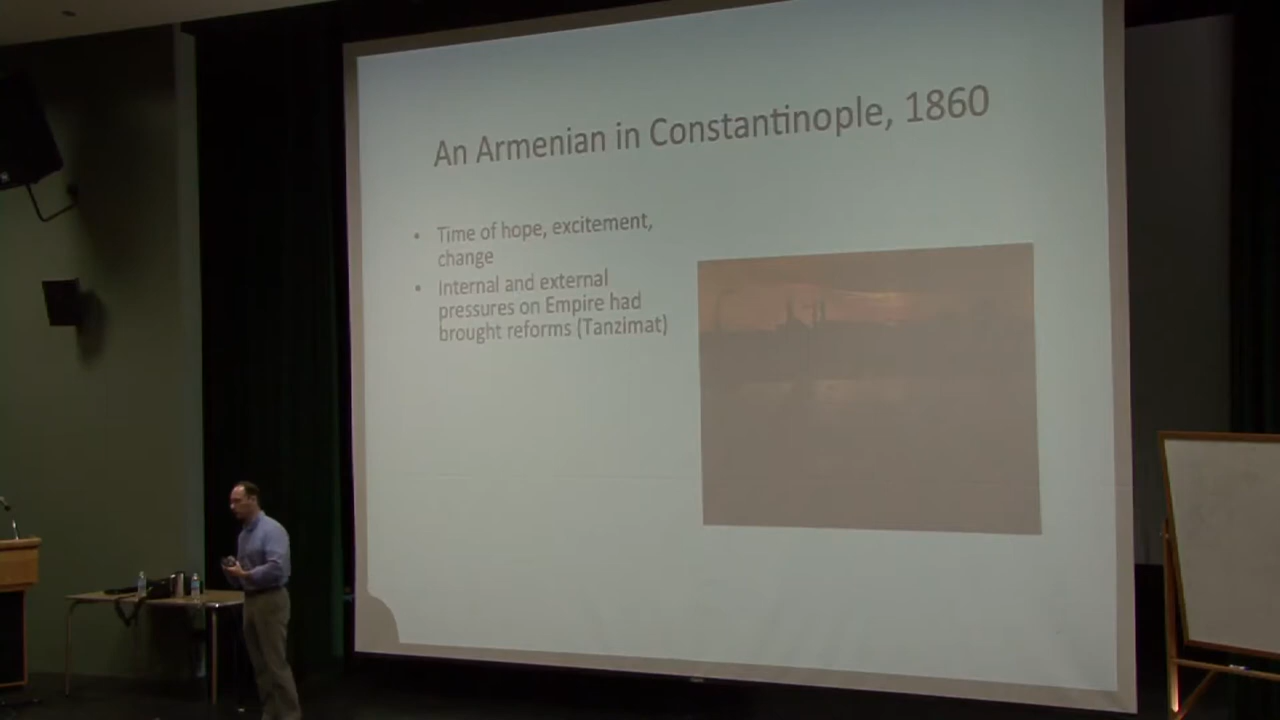 An Armenian in Constantinople, 1860
• Time of hope, excitement,
change
• Internal and external
pressures on Empire had
brought reforms (Tanzimat)